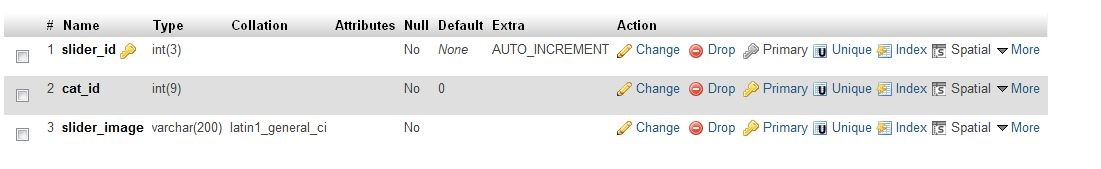 # Name Type Collation Attributes Null Default Extra Action
1 slider_id int(3) No None AUTO_INCREMENT Change Drop Primary Unique Index Spatial More
2 cat_id int(9) No 0 Change Drop Primary Unique Index Spatial More
3 slider_image varchar(200) latin1_general_ci No Change Drop Primary Unique Index Spatial More